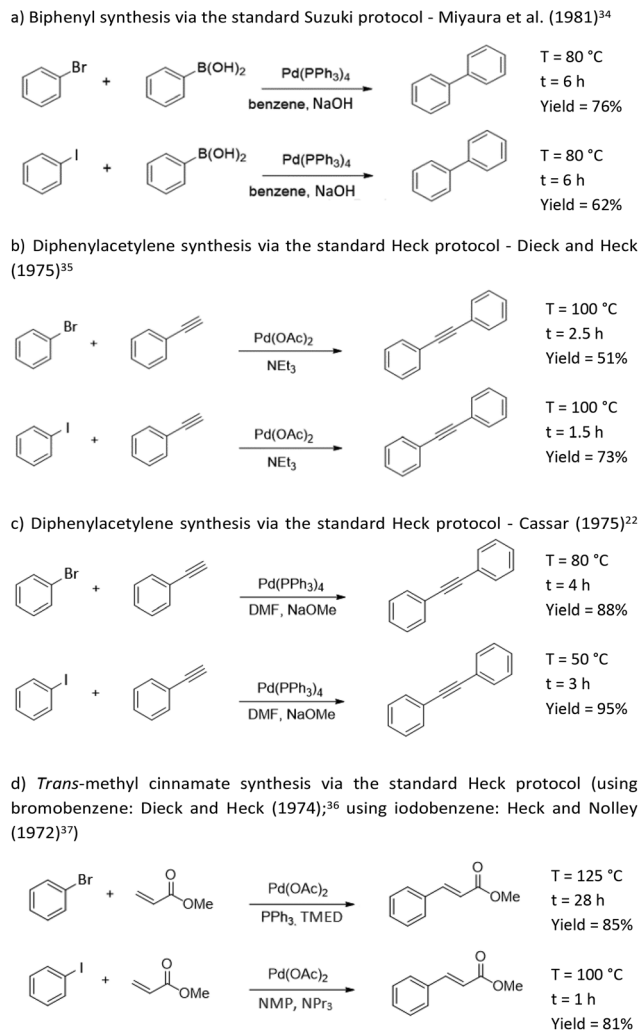 a) Biphenyl synthesis via the standard Suzuki protocol - Miyaura et al. (1981)³⁴
Br + B(OH)₂ Pd(PPh₃)₄ benzene, NaOH
T = 80 °C
t = 6 h
Yield = 76%
I + B(OH)₂ Pd(PPh₃)₄ benzene, NaOH
T = 80 °C
t = 6 h
Yield = 62%
b) Diphenylacetylene synthesis via the standard Heck protocol - Dieck and Heck
(1975)³⁵
Br + Pd(OAc)₂ NEt₃
T = 100 °C
t = 2.5 h
Yield = 51%
I + Pd(OAc)₂ NEt₃
T = 100 °C
t = 1.5 h
Yield = 73%
c) Diphenylacetylene synthesis via the standard Heck protocol - Cassar (1975)²²
Br + Pd(PPh₃)₄ DMF, NaOMe
T = 80 °C
t = 4 h
Yield = 88%
I + Pd(PPh₃)₄ DMF, NaOMe
T = 50 °C
t = 3 h
Yield = 95%
d) Trans-methyl cinnamate synthesis via the standard Heck protocol (using
bromobenzene: Dieck and Heck (1974);³⁶ using iodobenzene: Heck and Nolley
(1972)³⁷)
Br + O OMe Pd(OAc)₂ PPh₃, TMED O OMe
T = 125 °C
t = 28 h
Yield = 85%
I + O OMe Pd(OAc)₂ NMP, NPr₃ O OMe
T = 100 °C
t = 1 h
Yield = 81%